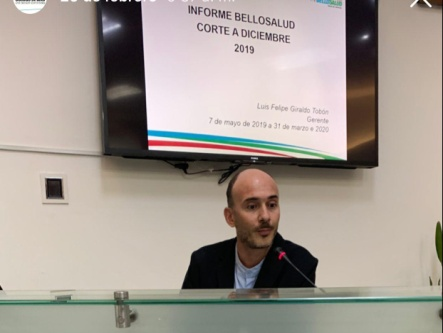 INFORME BELLOSALUD
CORTE A DICIEMBRE
2019
Luis Felipe Giraldo Tobón
Gerente
7 de mayo de 2019 a 31 de marzo e 2020